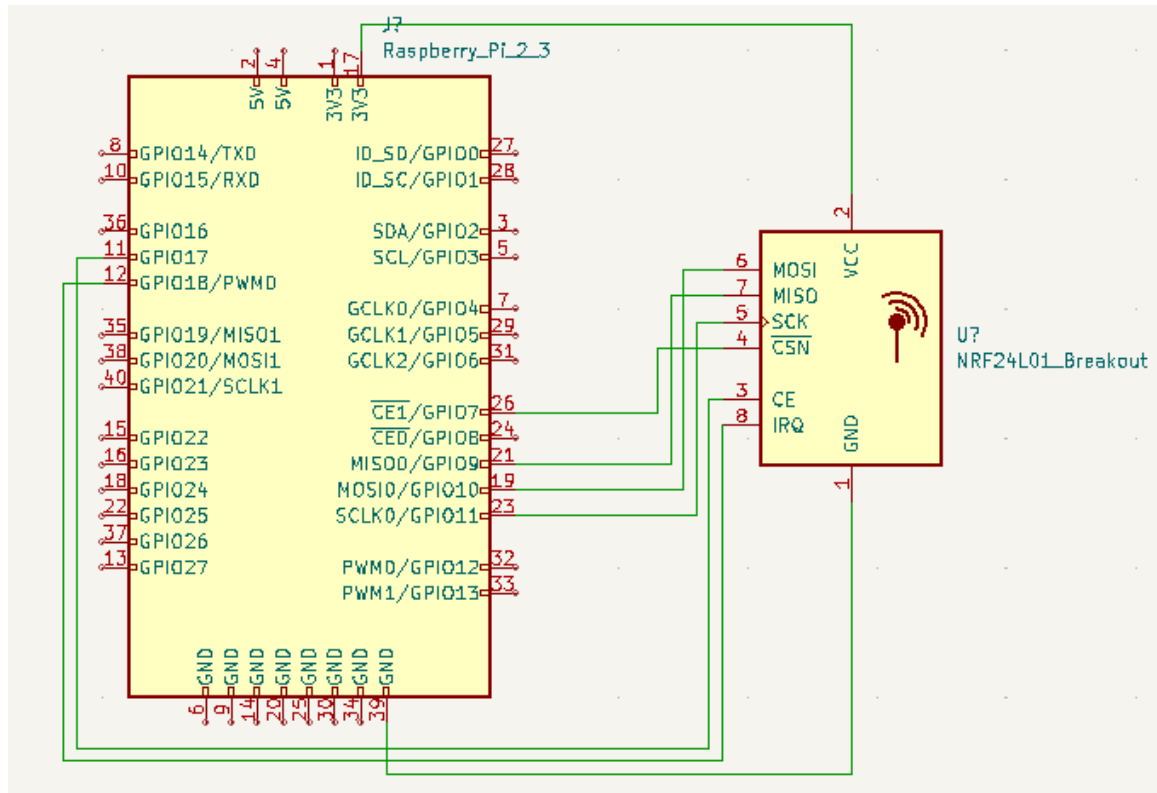 J?
Raspberry_Pi_2_3
2 4 1 17
5V 5V 3V3 3V3
8 GPIO14/TXD ID_SD/GPIO0 27
10 GPIO15/RXD ID_SC/GPIO1 28
36 GPIO16 SDA/GPIO2 3
11 GPIO17 SCL/GPIO3 5
12 GPIO18/PWM0
GCLK0/GPIO4 7
35 GPIO19/MISO1 GCLK1/GPIO5 29
38 GPIO20/MOSI1 GCLK2/GPIO6 31
40 GPIO21/SCLK1
CE1/GPIO7 26
15 GPIO22 CE0/GPIO8 24
16 GPIO23 MISO0/GPIO9 21
18 GPIO24 MOSI0/GPIO10 19
22 GPIO25 SCLK0/GPIO11 23
37 GPIO26
13 GPIO27 PWM0/GPIO12 32
PWM1/GPIO13 33
GND GND GND GND GND GND GND GND
6 9 14 20 25 30 34 39
2
VCC
6 MOSI
7 MISO
5 SCK
4 CSN
3 CE
8 IRQ
GND
1
U?
NRF24L01_Breakout